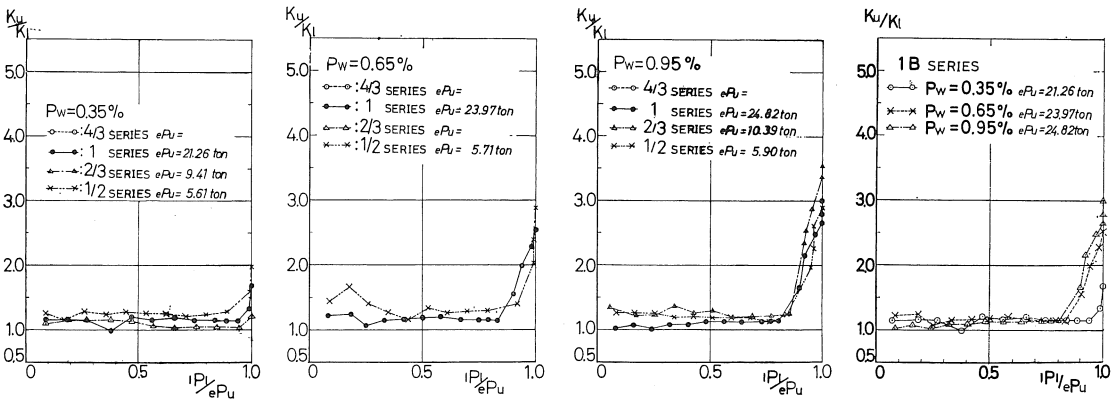 Ku/Kl
5.0
4.0
3.0
2.0
1.0
0.5
0
0.5
1.0
|P|/ePu
Pw=0.35%
:4/3 SERIES ePu=
:1 SERIES ePu=21.26 ton
:2/3 SERIES ePu= 9.41 ton
:1/2 SERIES ePu= 5.61 ton
Ku/Kl
5.0
4.0
3.0
2.0
1.0
0.5
0
0.5
1.0
|P|/ePu
Pw=0.65%
:4/3 SERIES ePu=
:1 SERIES ePu= 23.97 ton
:2/3 SERIES ePu=
:1/2 SERIES ePu= 5.71 ton
Ku/Kl
5.0
4.0
3.0
2.0
1.0
0.5
0
0.5
1.0
|P|/ePu
Pw=0.95%
4/3 SERIES ePu=
1 SERIES ePu=24.82 ton
2/3 SERIES ePu=10.39 ton
1/2 SERIES ePu= 5.90 ton
Ku/Kl
5.0
4.0
3.0
2.0
1.0
0.5
0
0.5
1.0
|P|/ePu
1B SERIES
Pw=0.35% ePu=21.26 ton
Pw=0.65% ePu=23.97 ton
Pw=0.95% ePu=24.82 ton